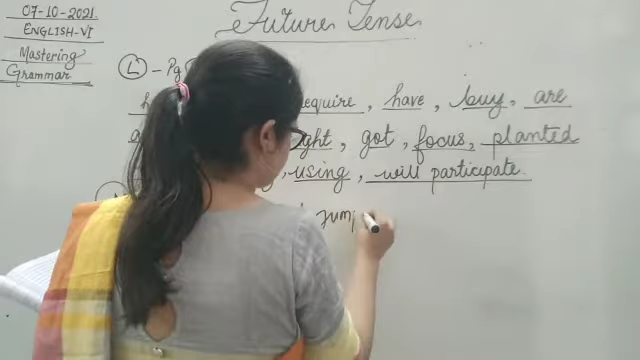 07-10-2021
ENGLISH-VI
Mastering
Grammar
Future Tense
L - Pg
require, have, buy, are
got, focus, planted
, using, will participate